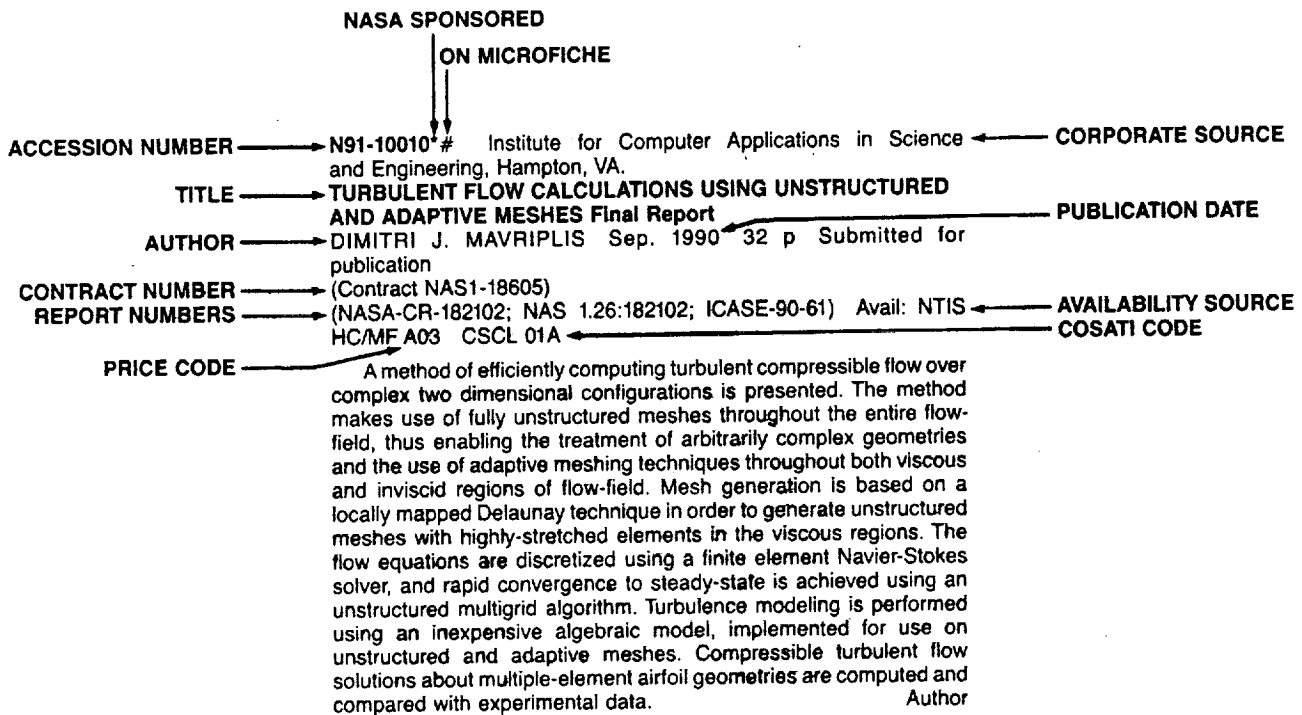 NASA SPONSORED
ON MICROFICHE
ACCESSION NUMBER N91-10010*# Institute for Computer Applications in Science CORPORATE SOURCE
and Engineering, Hampton, VA.
TITLE TURBULENT FLOW CALCULATIONS USING UNSTRUCTURED
AND ADAPTIVE MESHES Final Report PUBLICATION DATE
AUTHOR DIMITRI J. MAVRIPLIS Sep. 1990 32 p Submitted for
publication
CONTRACT NUMBER (Contract NAS1-18605)
REPORT NUMBERS (NASA-CR-182102; NAS 1.26:182102; ICASE-90-61) Avail: NTIS AVAILABILITY SOURCE
HC/MF A03 CSCL 01A COSATI CODE
PRICE CODE
A method of efficiently computing turbulent compressible flow over
complex two dimensional configurations is presented. The method
makes use of fully unstructured meshes throughout the entire flow-
field, thus enabling the treatment of arbitrarily complex geometries
and the use of adaptive meshing techniques throughout both viscous
and inviscid regions of flow-field. Mesh generation is based on a
locally mapped Delaunay technique in order to generate unstructured
meshes with highly-stretched elements in the viscous regions. The
flow equations are discretized using a finite element Navier-Stokes
solver, and rapid convergence to steady-state is achieved using an
unstructured multigrid algorithm. Turbulence modeling is performed
using an inexpensive algebraic model, implemented for use on
unstructured and adaptive meshes. Compressible turbulent flow
solutions about multiple-element airfoil geometries are computed and
compared with experimental data. Author